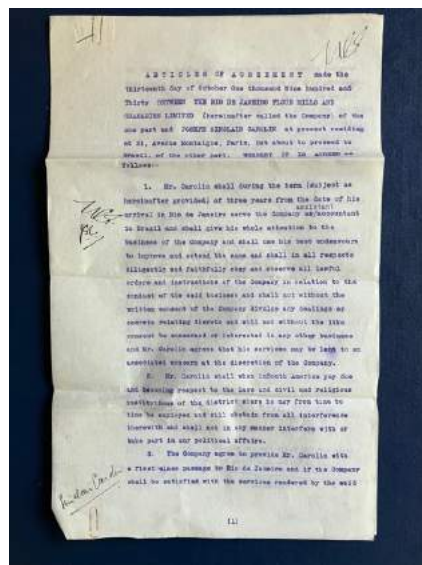 ARTICLES OF AGREEMENT made the
thirteenth day of October One thousand Nine hundred and
Thirty BETWEEN THE RIO DE JANEIRO FLOUR MILLS AND
GRANARIES LIMITED (hereinafter called the Company) of the
one part and JOSEPH SINCLAIR CAROLIN at present residing
at 51, Avenue Montaigne, Paris, but about to proceed to
Brazil, of the other part. WHEREBY IT IS AGREED as
follows:-
1. Mr. Carolin shall during the term (subject as
hereinafter provided) of three years from the date of his
assistant
arrival in Rio de Janeiro serve the Company as accountant
in Brazil and shall give his whole attention to the
business of the Company and shall use his best endeavours
to improve and extend the same and shall in all respects
diligently and faithfully obey and observe all lawful
orders and instructions of the Company in relation to the
conduct of the said business and shall not without the
written consent of the Company divulge any dealings or
concerns relating thereto and will not without the like
consent be concerned or interested in any other business
and Mr. Carolin agrees that his services may be lent to an
associated concern at the discretion of the Company.
2. Mr. Carolin shall when in South America pay due
and becoming respect to the laws and civil and religious
institutions of the district where he may from time to
time be employed and will abstain from all interference
therewith and shall not in any manner interfere with or
take part in any political affairs.
3. The Company agree to provide Mr. Carolin with
a first-class passage to Rio de Janeiro and if the Company
shall be satisfied with the services rendered by the said
(1)